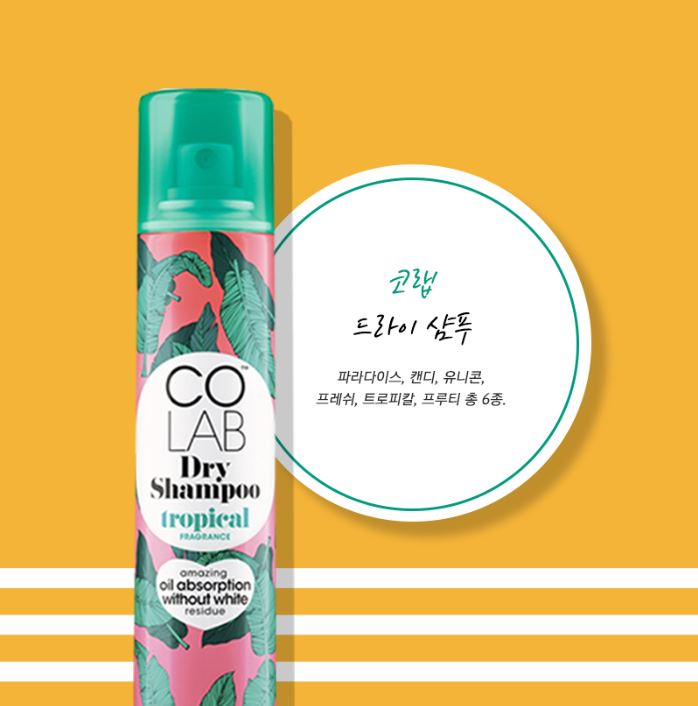 코랩
드라이 샴푸
파라다이스, 캔디, 유니콘,
프레쉬, 트로피칼, 프루티 총 6종.
CO
LAB
™
Dry
Shampoo
tropical
FRAGRANCE
amazing
oil absorption
without white
residue